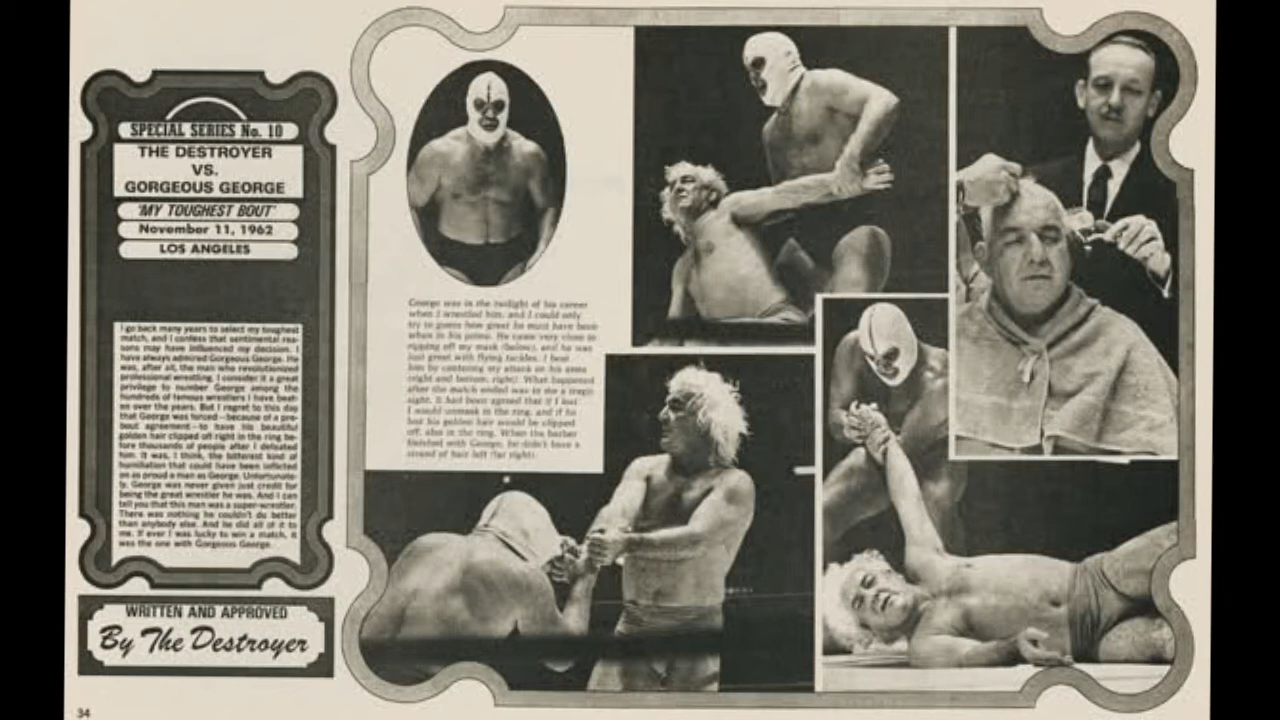 SPECIAL SERIES No. 10
THE DESTROYER
VS.
GORGEOUS GEORGE
'MY TOUGHEST BOUT'
November 11, 1962
LOS ANGELES
I go back many years to select my toughest
match, and I confess that sentimental rea-
sons may have influenced my decision. I
have always admired Gorgeous George. He
was, after all, the man who revolutionized
professional wrestling. I consider it a great
privilege to number George among the
hundreds of famous wrestlers I have beat-
en over the years. But I regret to this day
that George was forced—because of a pre-
bout agreement—to have his beautiful
golden hair clipped off right in the ring be-
fore thousands of people after I defeated
him. It was, I think, the bitterest kind of
humiliation that could have been inflicted
on as proud a man as George. Unfortunate-
ly, George was never given just credit for
being the great wrestler he was. And I can
tell you that this man was a super-wrestler.
There was nothing he couldn't do better
than anybody else. And he did all of it to
me. If ever I was lucky to win a match, it
was the one with Gorgeous George.
WRITTEN AND APPROVED
By The Destroyer
34
George was in the twilight of his career
when I wrestled him, and I could only
try to guess how great he must have been
when in his prime. He came very close to
ripping off my mask (below), and he was
just great with flying tackles. I beat
him by centering my attack on his arms
(right and bottom, right). What happened
after the match ended was to me a tragic
sight. It had been agreed that if I lost
I would unmask in the ring, and if he
lost his golden hair would be clipped
off, also in the ring. When the barber
finished with George, he didn't have a
strand of hair left (far right).